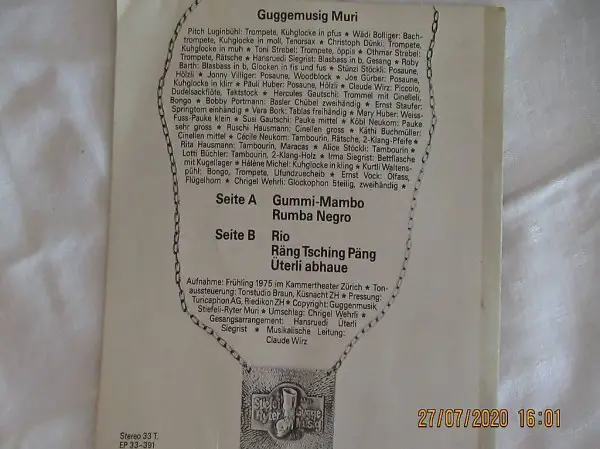 Guggemusig Muri
Pitch Luginbühl: Trompete, Kuhglocke in pfus ★ Wädi Bolliger: Bach-
trompete, Kuhglocke in moll, Tenorsax ★ Christoph Dünki: Trompete,
Kuhglocke in muh ★ Toni Strebel: Trompete, öppis ★ Othmar Strebel:
Trompete, Rätsche ★ Hansruedi Siegrist: Blasbass in b, Gesang ★ Roby
Barth: Blasbass in b, Glocken in fis und fus ★ Stünzi Stöckli: Posaune,
Hölzli ★ Jonny Villiger: Posaune, Woodblock ★ Joe Gürber: Posaune,
Kuhglocke in klirr ★ Päuli Huber: Posaune, Hölzli ★ Claude Wirz: Piccolo,
Dudelsackflöte, Taktstock ★ Hercules Gautschi: Trommel mit Cinelleli,
Bongo ★ Bobby Portmann: Basler Chübel zweihändig ★ Ernst Staufer:
Springtom einhändig ★ Vera Bork: Tablas freihändig ★ Mary Huber: Weiss-
Fuss-Pauke klein ★ Susi Gautschi: Pauke mittel ★ Köbi Neukom: Pauke
sehr gross ★ Ruschi Hausmann: Cinellen gross ★ Käthi Buchmüller:
Cinellen mittel ★ Cécile Neukom: Tambourin, Rätsche, 2-Klang-Pfeife ★
Rita Hausmann: Tambourin, Maracas ★ Alice Stöckli: Tambourin ★
Lotti Büchler: Tambourin, 2-Klang-Holz ★ Irma Siegrist: Bettflasche
mit Kugellager ★ Hélène Michel: Kuhglocke in kling ★ Kurtli Waltens-
pühl: Bongo, Trompete, Ufundzuescheib ★ Ernst Vock: Olfass,
Flügelhorn ★ Chrigel Wehrli: Glockophon 5teilig, zweihändig ★
Seite A Gummi-Mambo
Rumba Negro
Seite B Rio
Räng Tsching Päng
Üterli abhaue
Aufnahme: Frühling 1975 im Kammertheater Zürich ★ Ton-
aussteuerung: Tonstudio Braun, Küsnacht ZH ★ Pressung:
Tuncaphon AG, Riedikon ZH ★ Copyright: Guggenmusik
Stiefeli-Ryter Muri ★ Umschlag: Chrigel Wehrli ★
Gesangsarrangement: Hansruedi Üterli
Siegrist ★ Musikalische Leitung:
Claude Wirz
Stereo 33 T.
EP 33-391
27/07/2020 16:01